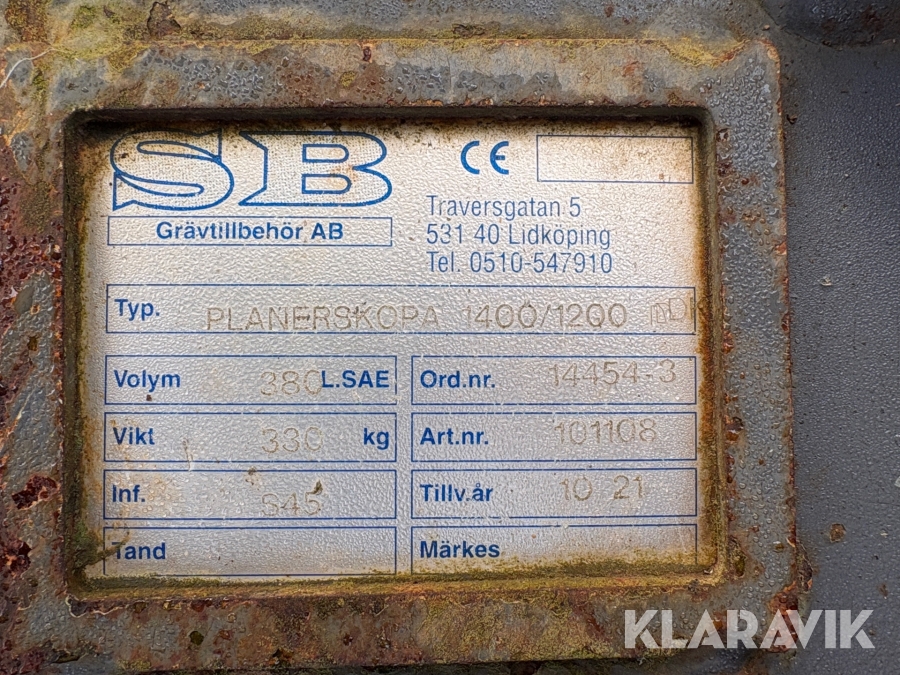 SB
Grävtillbehör AB
CE
Traversgatan 5
531 40 Lidköping
Tel. 0510-547910
Typ. PLANERSKOPA 1400/1200
Volym 380 L.SAE
Ord.nr. 14454-3
Vikt 330 kg
Art.nr. 101108
Inf. S45
Tillv.år 10 21
Tand
Märkes
KLARAVIK